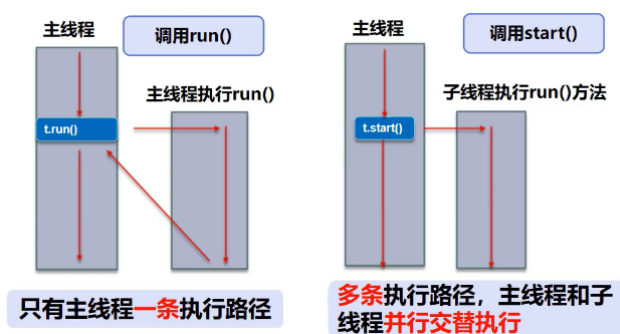 主线程
调用run()
主线程执行run()
t.run()
只有主线程一条执行路径
主线程
调用start()
子线程执行run()方法
t.start()
多条执行路径，主线程和子
线程并行交替执行